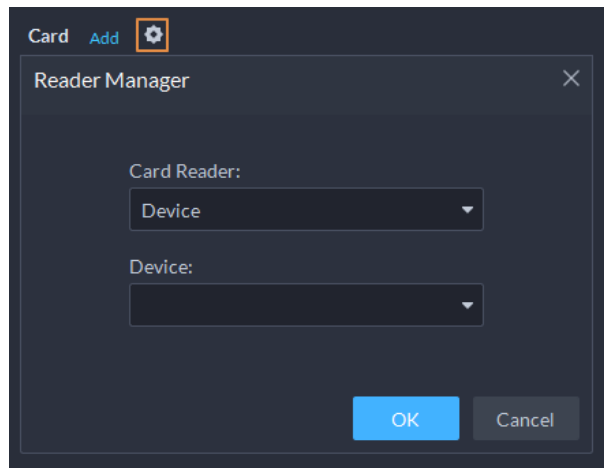 Card Add
Reader Manager
Card Reader:
Device
Device:
OK Cancel